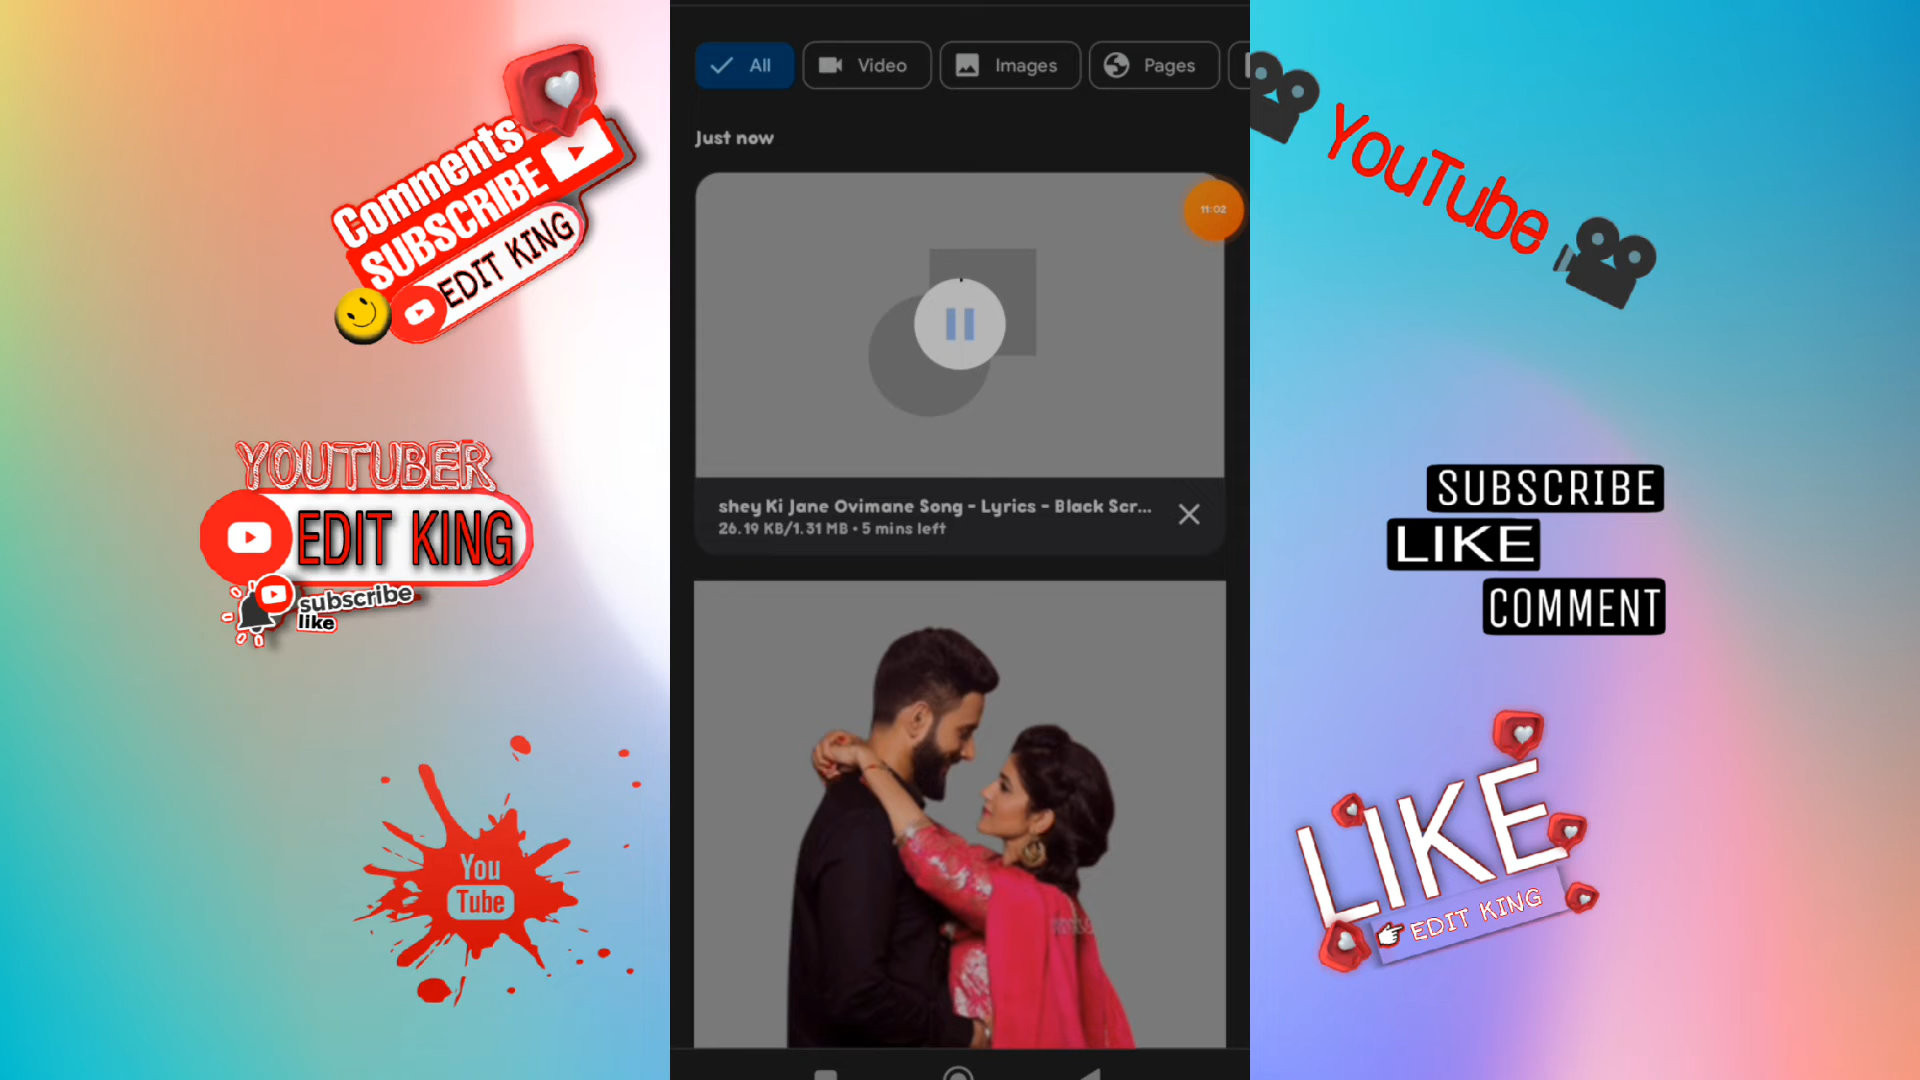 Comments
SUBSCRIBE
EDIT KING
YOUTUBER
EDIT KING
subscribe
like
You
Tube
All
Video
Images
Pages
Just now
11:02
shey Ki Jane Ovimane Song - Lyrics - Black Scr...
26.19 KB/1.31 MB • 5 mins left
YouTube
SUBSCRIBE
LIKE
COMMENT
LIKE
EDIT KING